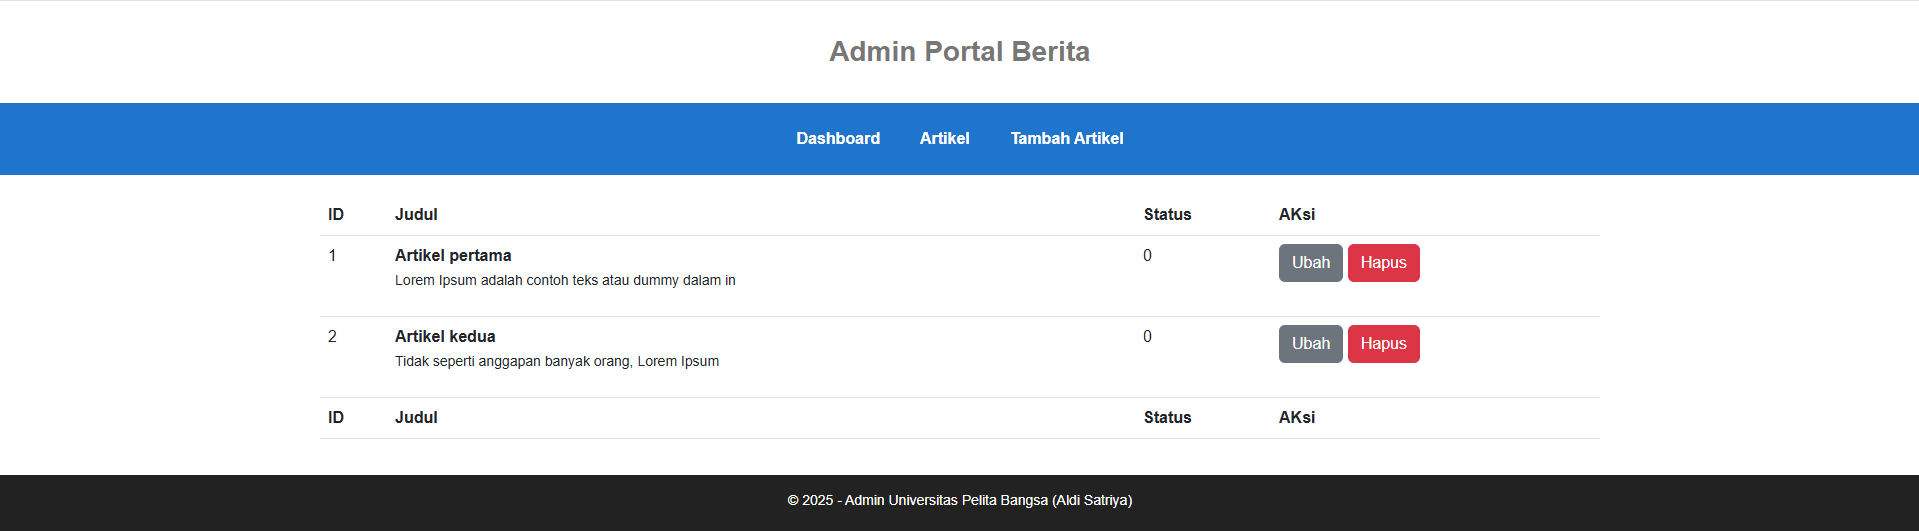 Admin Portal Berita
Dashboard Artikel Tambah Artikel
ID Judul Status AKsi
1 Artikel pertama 0 Ubah Hapus
Lorem Ipsum adalah contoh teks atau dummy dalam in
2 Artikel kedua 0 Ubah Hapus
Tidak seperti anggapan banyak orang, Lorem Ipsum
ID Judul Status AKsi
© 2025 - Admin Universitas Pelita Bangsa (Aldi Satriya)